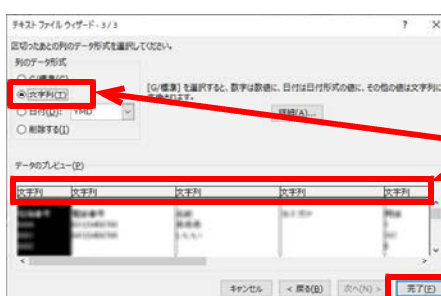 テキスト ファイル ウィザード - 3 / 3
? ×
区切ったあとの列のデータ形式を選択してください。
列のデータ形式
G/標準(G)
文字列(T)
日付(D): YMD
削除する(I)
[G/標準] を選択すると、数字は数値に、日付は日付形式の値に、その他の値は文字列に
詳細(A)...
データのプレビュー(P)
文字列 文字列 文字列 文字列 文字列
キャンセル < 戻る(B) 次へ(N) > 完了(F)